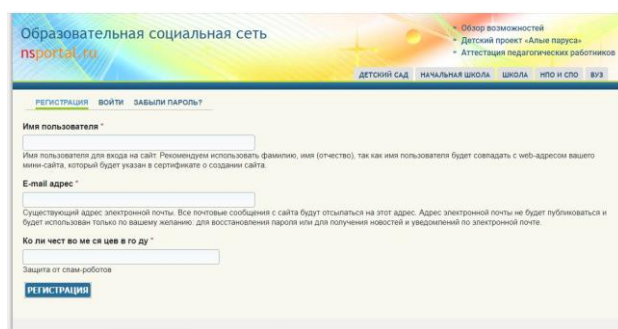 Образовательная социальная сеть
nsportal.ru
Обзор возможностей
Детский проект «Алые паруса»
Аттестация педагогических работников
ДЕТСКИЙ САД НАЧАЛЬНАЯ ШКОЛА ШКОЛА НПО И СПО ВУЗ
РЕГИСТРАЦИЯ ВОЙТИ ЗАБЫЛИ ПАРОЛЬ?
Имя пользователя *
Имя пользователя для входа на сайт. Рекомендуем использовать фамилию, имя (отчество), так как имя пользователя будет совпадать с web-адресом вашего
мини-сайта, который будет указан в сертификате о создании сайта.
E-mail адрес *
Существующий адрес электронной почты. Все почтовые сообщения с сайта будут отсылаться на этот адрес. Адрес электронной почты не будет публиковаться и
будет использован только по вашему желанию: для восстановления пароля или для получения новостей и уведомлений по электронной почте.
Ко ли чест во ме ся цев в го ду *
Защита от спам-роботов
РЕГИСТРАЦИЯ